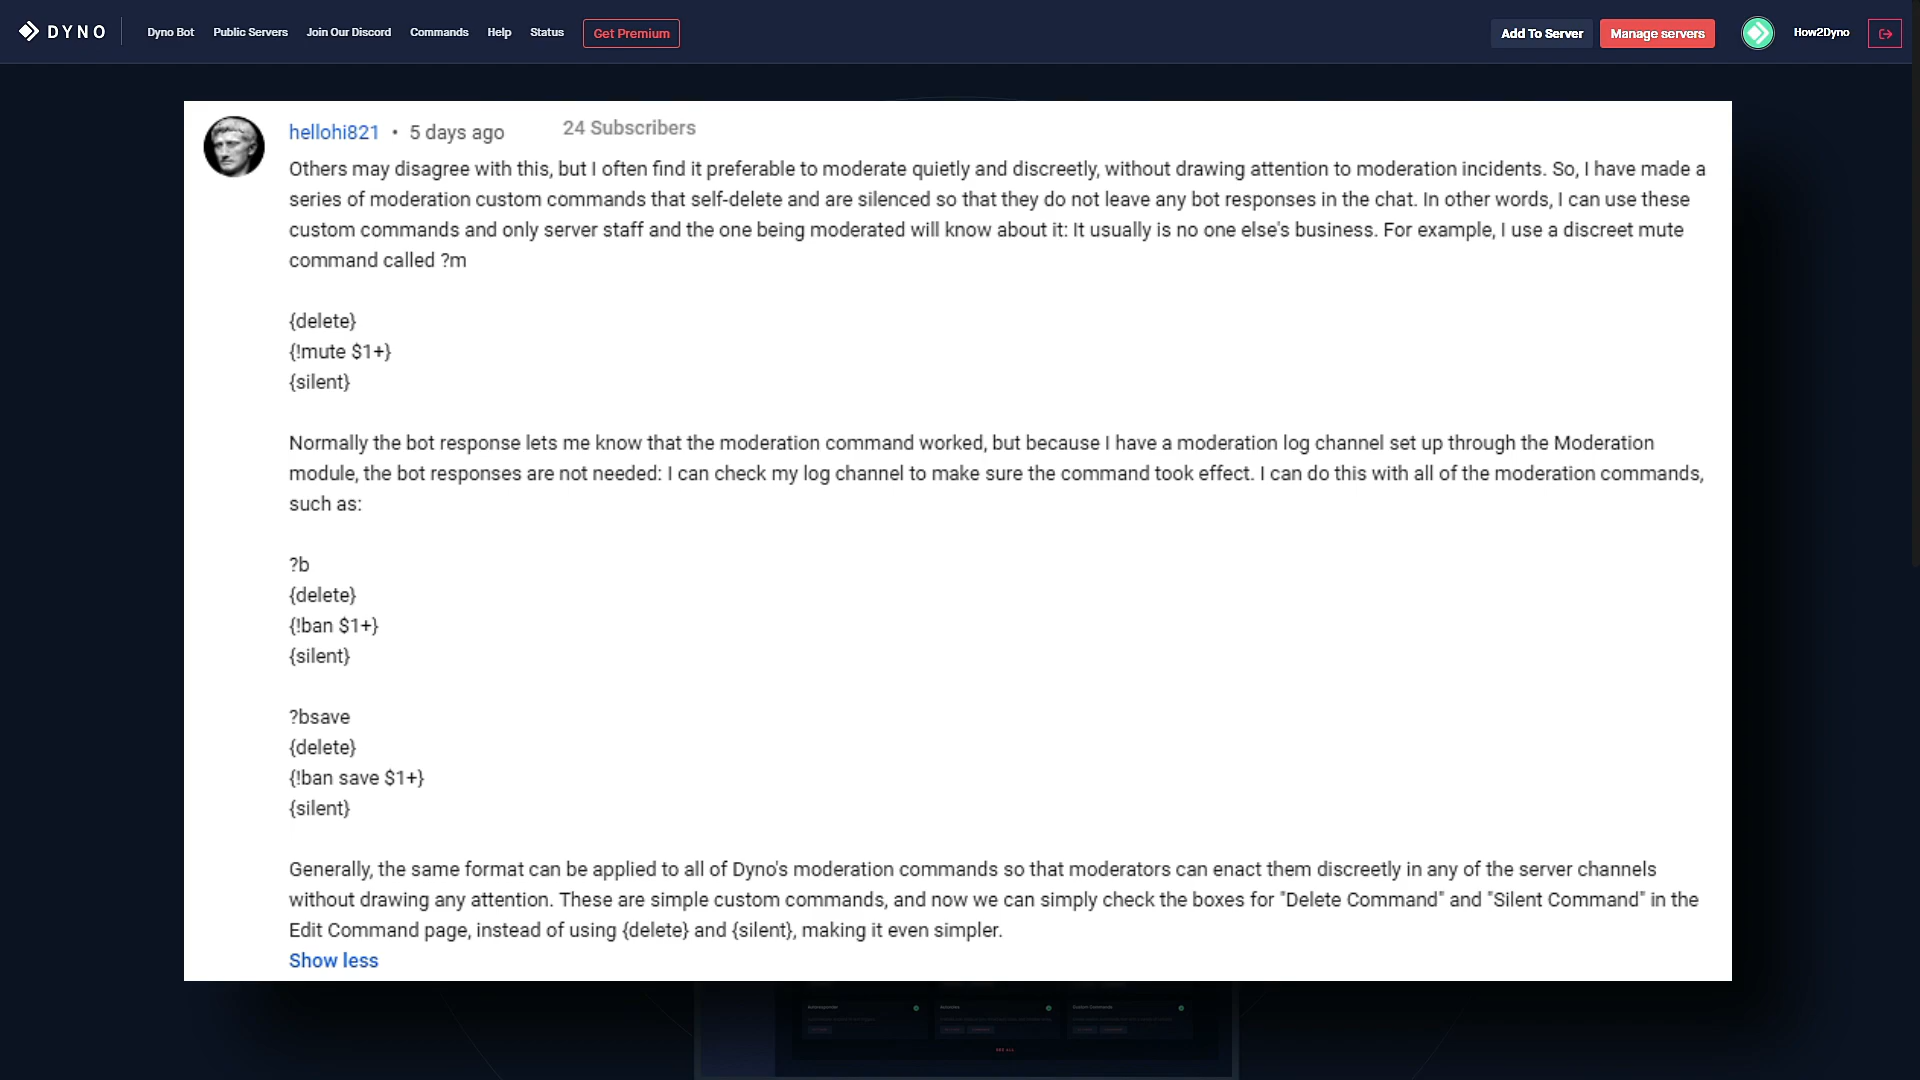 DYNO
Dyno Bot Public Servers Join Our Discord Commands Help Status Get Premium Add To Server Manage servers How2Dyno
hellohi821 • 5 days ago 24 Subscribers
Others may disagree with this, but I often find it preferable to moderate quietly and discreetly, without drawing attention to moderation incidents. So, I have made a
series of moderation custom commands that self-delete and are silenced so that they do not leave any bot responses in the chat. In other words, I can use these
custom commands and only server staff and the one being moderated will know about it: It usually is no one else's business. For example, I use a discreet mute
command called ?m
{delete}
{!mute $1+}
{silent}
Normally the bot response lets me know that the moderation command worked, but because I have a moderation log channel set up through the Moderation
module, the bot responses are not needed: I can check my log channel to make sure the command took effect. I can do this with all of the moderation commands,
such as:
?b
{delete}
{!ban $1+}
{silent}
?bsave
{delete}
{!ban save $1+}
{silent}
Generally, the same format can be applied to all of Dyno's moderation commands so that moderators can enact them discreetly in any of the server channels
without drawing any attention. These are simple custom commands, and now we can simply check the boxes for "Delete Command" and "Silent Command" in the
Edit Command page, instead of using {delete} and {silent}, making it even simpler.
Show less
SEE ALL